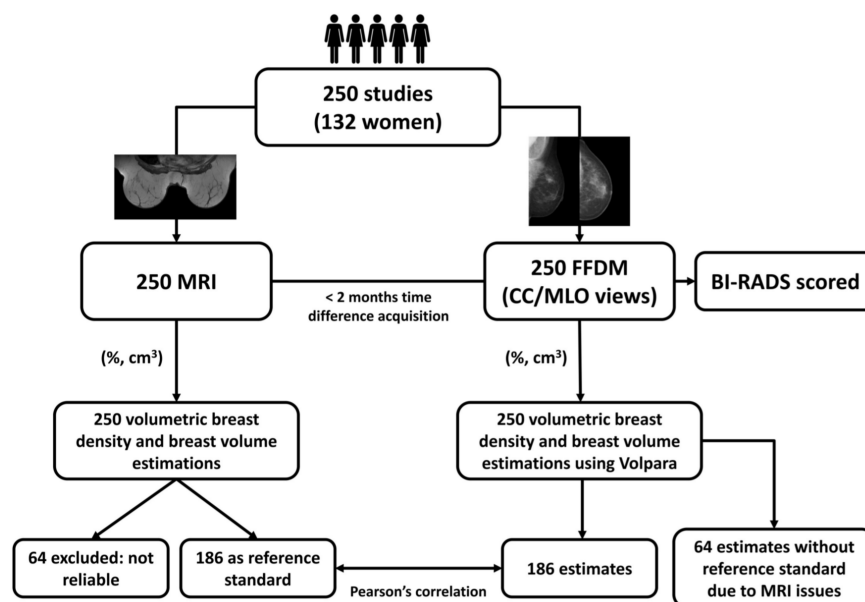 250 studies
(132 women)
250 MRI
< 2 months time
difference acquisition
250 FFDM
(CC/MLO views)
BI-RADS scored
(%, cm³)
(%, cm³)
250 volumetric breast
density and breast volume
estimations
250 volumetric breast
density and breast volume
estimations using Volpara
64 excluded: not
reliable
186 as reference
standard
Pearson's correlation
186 estimates
64 estimates without
reference standard
due to MRI issues